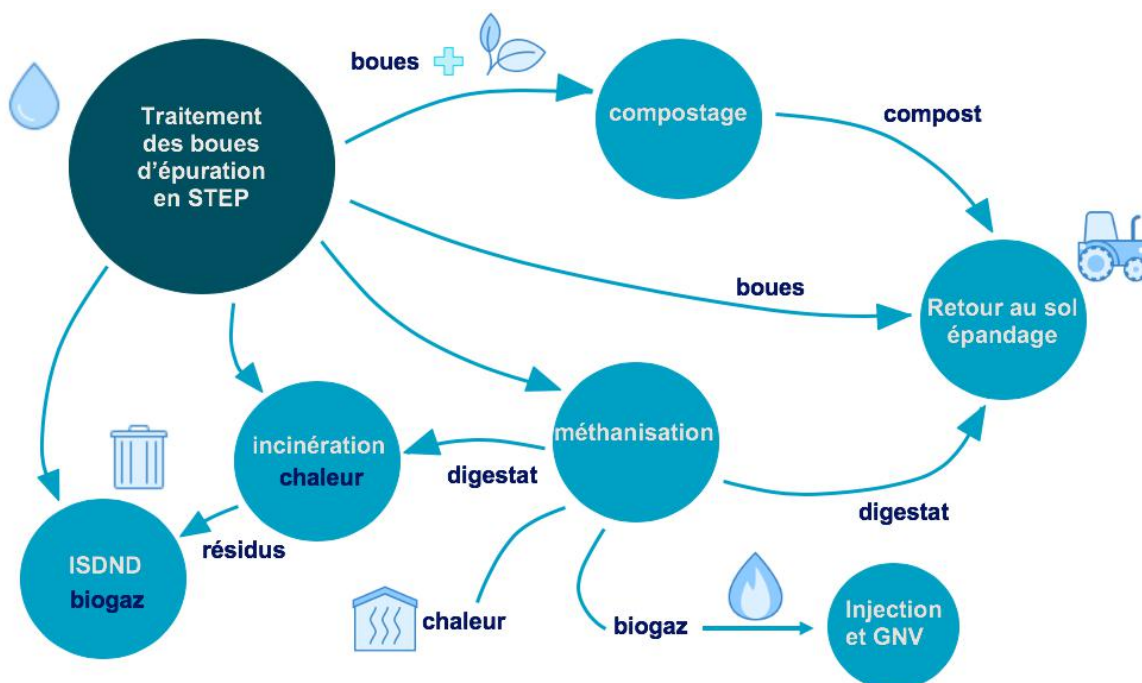 Traitement
des boues
d'épuration
en STEP
boues
compostage
compost
boues
Retour au sol
épandage
incinération
chaleur
digestat
méthanisation
digestat
résidus
ISDND
biogaz
chaleur
biogaz
Injection
et GNV